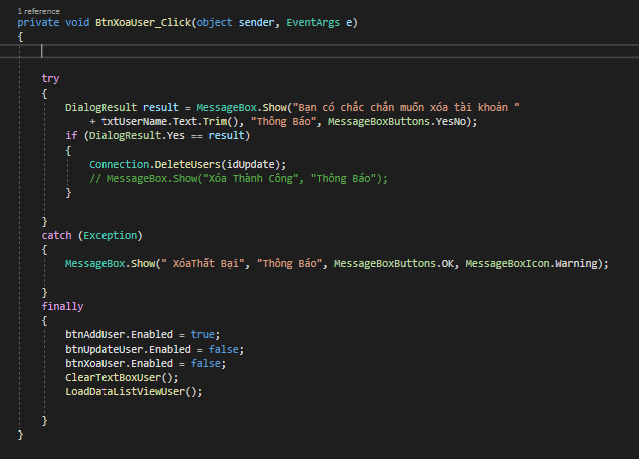 1 reference
private void BtnXoaUser_Click(object sender, EventArgs e)
{
try
{
DialogResult result = MessageBox.Show("Bạn có chắc chắn muốn xóa tài khoản "
+ txtUserName.Text.Trim(), "Thông Báo", MessageBoxButtons.YesNo);
if (DialogResult.Yes == result)
{
Connection.DeleteUsers(idUpdate);
// MessageBox.Show("Xóa Thành Công", "Thông Báo");
}
}
catch (Exception)
{
MessageBox.Show(" XóaThất Bại", "Thông Báo", MessageBoxButtons.OK, MessageBoxIcon.Warning);
}
finally
{
btnAddUser.Enabled = true;
btnUpdateUser.Enabled = false;
btnXoaUser.Enabled = false;
ClearTextBoxUser();
LoadDataListViewUser();
}
}